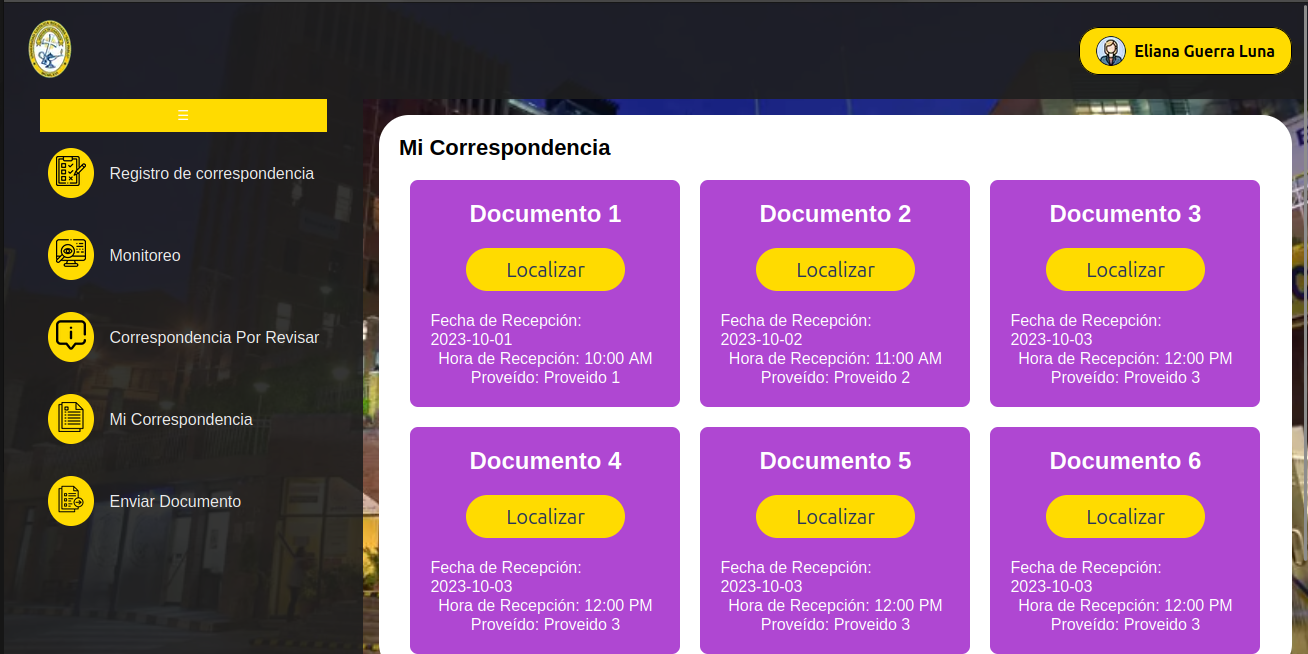 Eliana Guerra Luna
☰
Registro de correspondencia
Monitoreo
Correspondencia Por Revisar
Mi Correspondencia
Enviar Documento
Mi Correspondencia
Documento 1
Localizar
Fecha de Recepción:
2023-10-01
Hora de Recepción: 10:00 AM
Proveído: Proveido 1
Documento 2
Localizar
Fecha de Recepción:
2023-10-02
Hora de Recepción: 11:00 AM
Proveído: Proveido 2
Documento 3
Localizar
Fecha de Recepción:
2023-10-03
Hora de Recepción: 12:00 PM
Proveído: Proveido 3
Documento 4
Localizar
Fecha de Recepción:
2023-10-03
Hora de Recepción: 12:00 PM
Proveído: Proveido 3
Documento 5
Localizar
Fecha de Recepción:
2023-10-03
Hora de Recepción: 12:00 PM
Proveído: Proveido 3
Documento 6
Localizar
Fecha de Recepción:
2023-10-03
Hora de Recepción: 12:00 PM
Proveído: Proveido 3